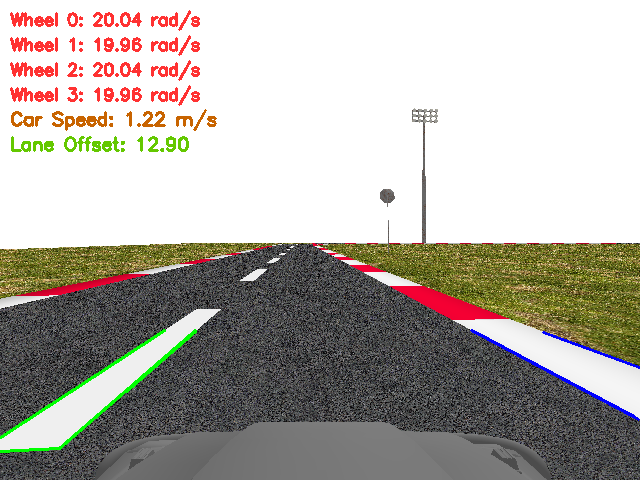 Wheel 0: 20.04 rad/s
Wheel 1: 19.96 rad/s
Wheel 2: 20.04 rad/s
Wheel 3: 19.96 rad/s
Car Speed: 1.22 m/s
Lane Offset: 12.90